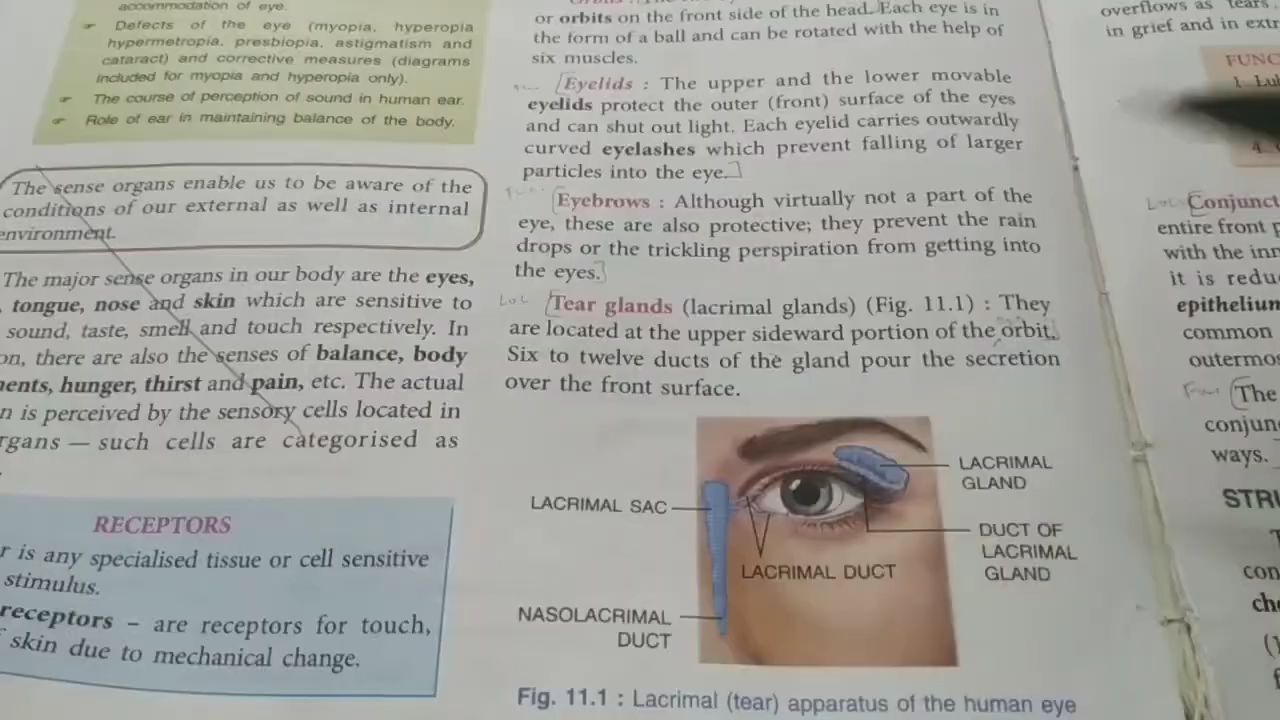 accommodation of eye.
☞ Defects of the eye (myopia, hyperopia
hypermetropia, presbiopia, astigmatism and
cataract) and corrective measures (diagrams
included for myopia and hyperopia only).
☞ The course of perception of sound in human ear.
☞ Role of ear in maintaining balance of the body.
The sense organs enable us to be aware of the
conditions of our external as well as internal
environment.
The major sense organs in our body are the eyes,
tongue, nose and skin which are sensitive to
sound, taste, smell and touch respectively. In
on, there are also the senses of balance, body
ents, hunger, thirst and pain, etc. The actual
n is perceived by the sensory cells located in
rgans — such cells are categorised as
RECEPTORS
r is any specialised tissue or cell sensitive
stimulus.
receptors – are receptors for touch,
skin due to mechanical change.
or orbits on the front side of the head. Each eye is in
the form of a ball and can be rotated with the help of
six muscles.
Eyelids : The upper and the lower movable
eyelids protect the outer (front) surface of the eyes
and can shut out light. Each eyelid carries outwardly
curved eyelashes which prevent falling of larger
particles into the eye.
Eyebrows : Although virtually not a part of the
eye, these are also protective; they prevent the rain
drops or the trickling perspiration from getting into
the eyes.
Loc Tear glands (lacrimal glands) (Fig. 11.1) : They
are located at the upper sideward portion of the orbit.
Six to twelve ducts of the gland pour the secretion
over the front surface.
LACRIMAL SAC
NASOLACRIMAL
DUCT
LACRIMAL DUCT
LACRIMAL
GLAND
DUCT OF
LACRIMAL
GLAND
Fig. 11.1 : Lacrimal (tear) apparatus of the human eye
overflows as tears
in grief and in extr
FUNC
1. Lub
4.
Conjunct
entire front p
with the inn
it is redu
epithelium
common
outermos
The
conjun
ways.
STRU
T
con
cho
(
f